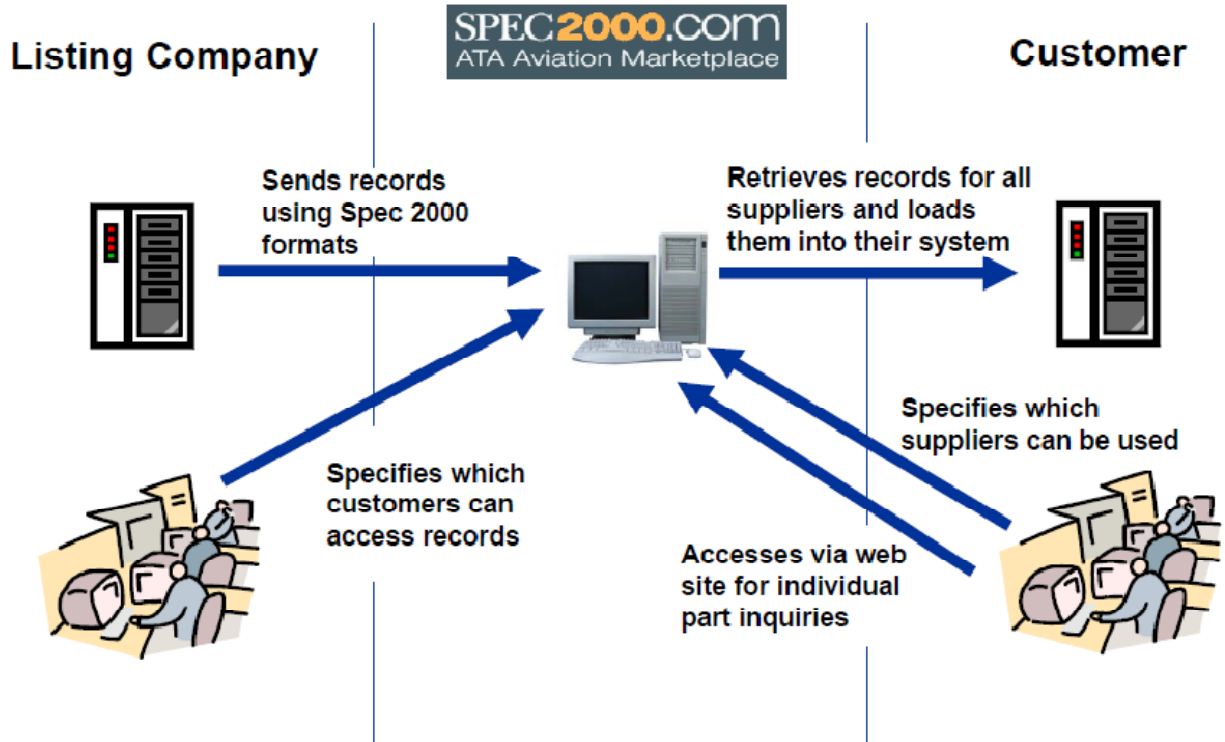 Listing Company
SPEC2000.com
ATA Aviation Marketplace
Customer
Sends records
using Spec 2000
formats
Retrieves records for all
suppliers and loads
them into their system
Specifies which
customers can
access records
Specifies which
suppliers can be used
Accesses via web
site for individual
part inquiries